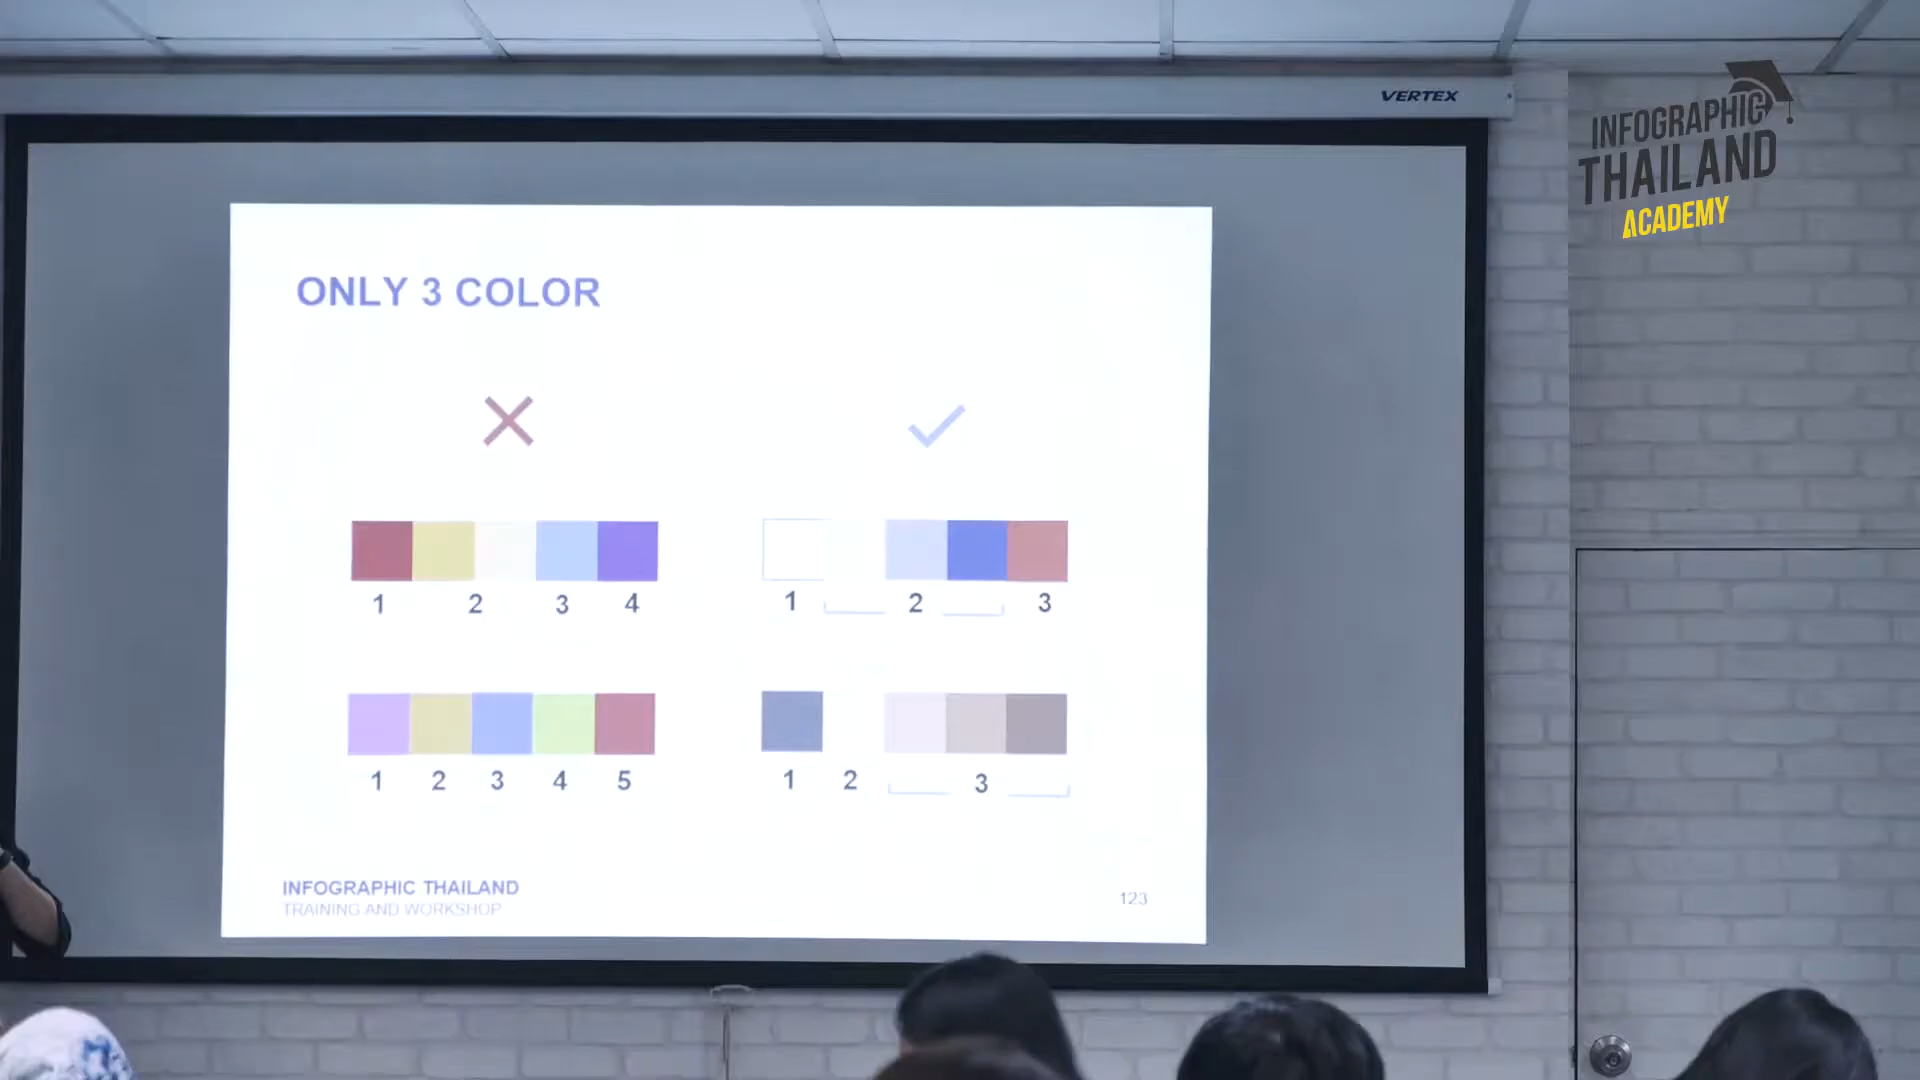 VERTEX
INFOGRAPHIC
THAILAND
ACADEMY
ONLY 3 COLOR
1 2 3 4
1 2 3
1 2 3 4 5
1 2 3
INFOGRAPHIC THAILAND
TRAINING AND WORKSHOP
123